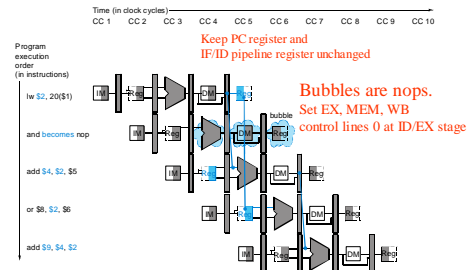 Time (in clock cycles)
CC 1 CC 2 CC 3 CC 4 CC 5 CC 6 CC 7 CC 8 CC 9 CC 10
Keep PC register and
IF/ID pipeline register unchanged
Program
execution
order
(in instructions)
Bubbles are nops.
Set EX, MEM, WB
control lines 0 at ID/EX stage
lw $2, 20($1)
IM Reg DM Reg
bubble
and becomes nop
IM Reg DM Reg
add $4, $2, $5
IM Reg DM Reg
or $8, $2, $6
IM Reg DM Reg
add $9, $4, $2
IM Reg DM Reg